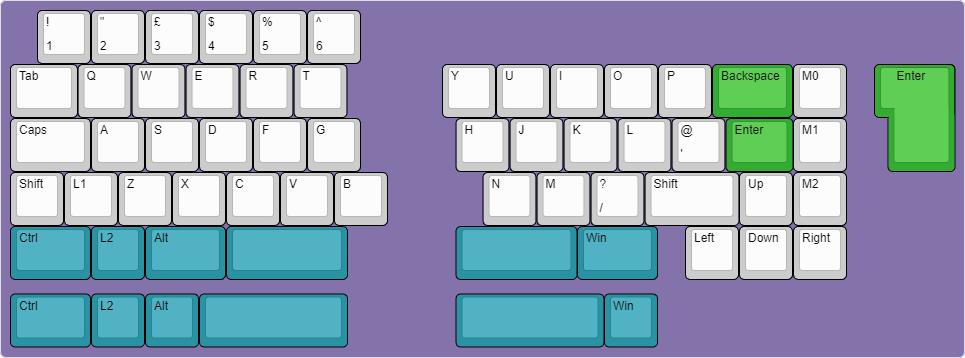 ! " £ $ % ^
1 2 3 4 5 6
Tab Q W E R T Y U I O P Backspace M0 Enter
Caps A S D F G H J K L @ Enter M1
'
Shift L1 Z X C V B N M ? Shift Up M2
/
Ctrl L2 Alt Win Left Down Right
Ctrl L2 Alt Win